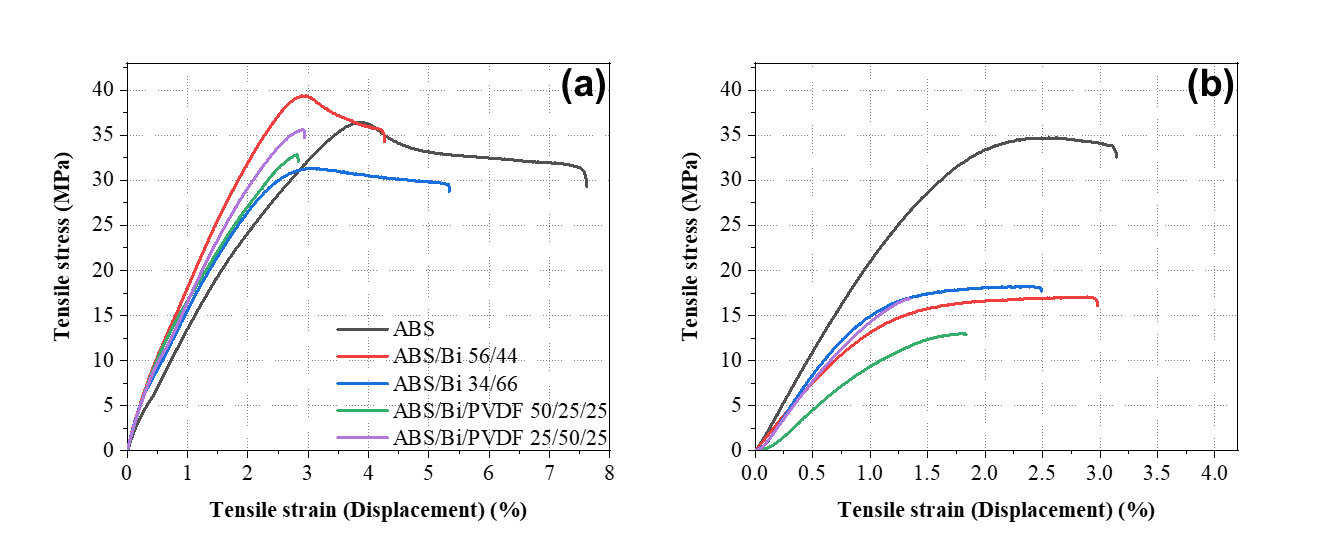 (a)
40
35
30
25
20
15
10
5
0
Tensile stress (MPa)
ABS
ABS/Bi 56/44
ABS/Bi 34/66
ABS/Bi/PVDF 50/25/25
ABS/Bi/PVDF 25/50/25
0 1 2 3 4 5 6 7 8
Tensile strain (Displacement) (%)
(b)
40
35
30
25
20
15
10
5
0
Tensile stress (MPa)
0.0 0.5 1.0 1.5 2.0 2.5 3.0 3.5 4.0
Tensile strain (Displacement) (%)